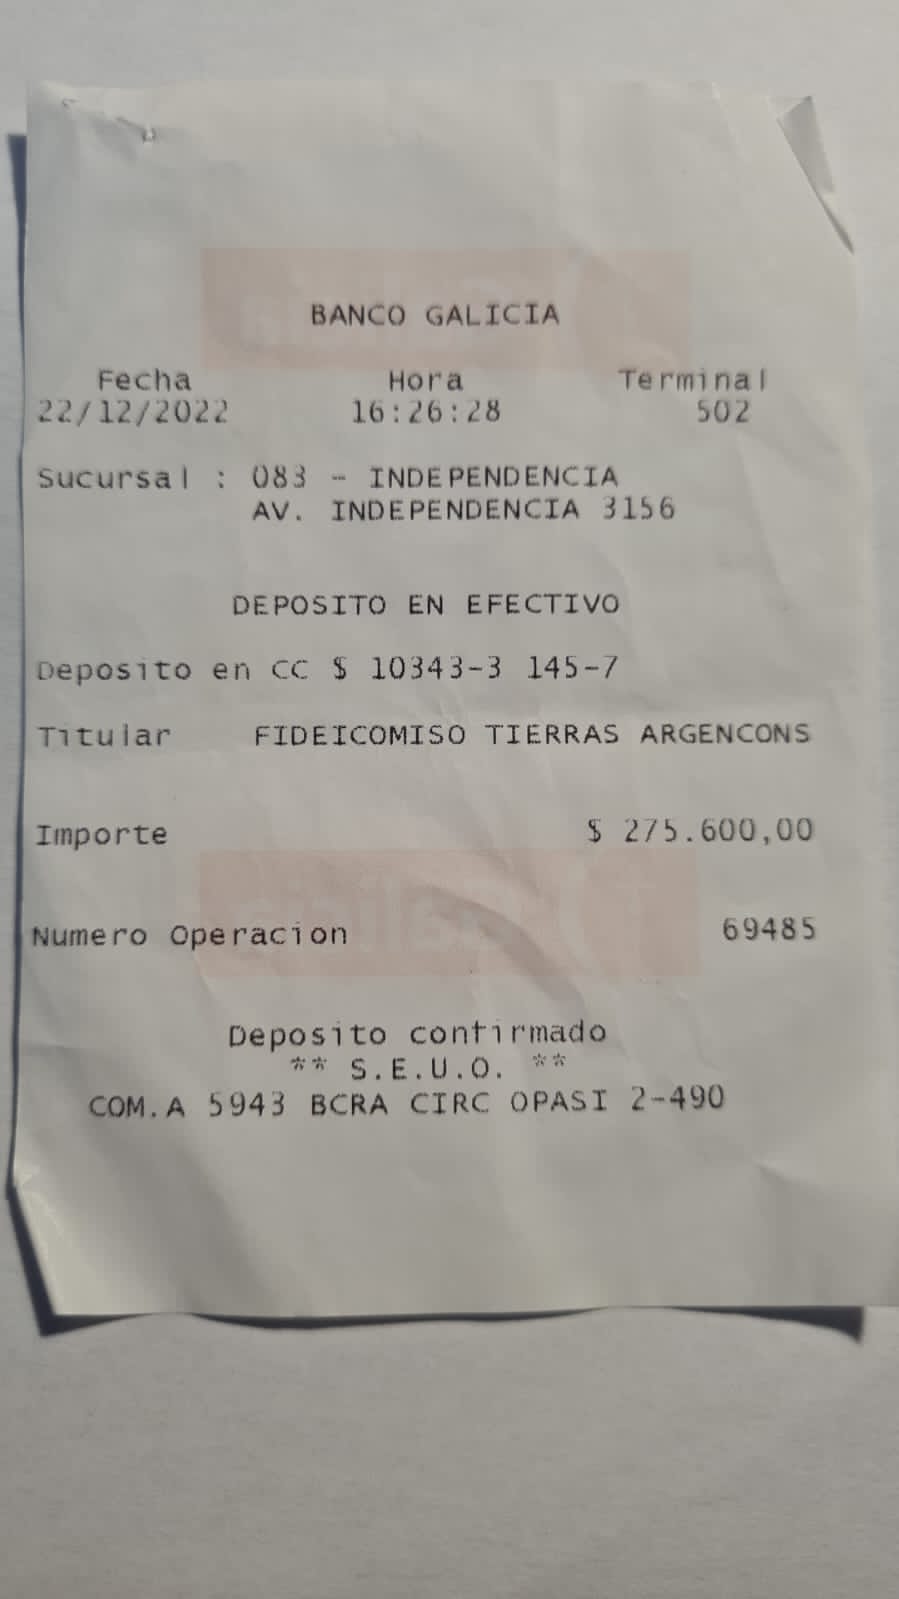 BANCO GALICIA
Fecha Hora Terminal
22/12/2022 16:26:28 502
Sucursal : 083 - INDEPENDENCIA
AV. INDEPENDENCIA 3156
DEPOSITO EN EFECTIVO
Deposito en CC $ 10343-3 145-7
Titular FIDEICOMISO TIERRAS ARGENCONS
Importe $ 275.600,00
Numero Operacion 69485
Deposito confirmado
** S.E.U.O. **
COM.A 5943 BCRA CIRC OPASI 2-490